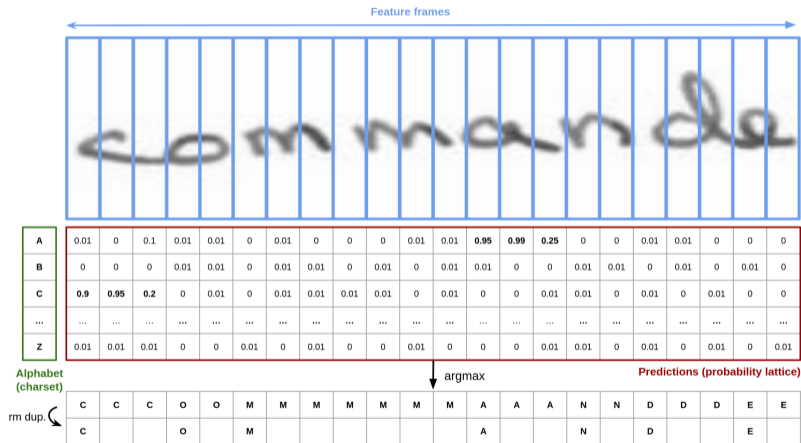 Feature frames
commande
A 0.01 0 0.1 0.01 0.01 0 0.01 0 0 0 0.01 0.01 0.95 0.99 0.25 0 0 0.01 0.01 0 0 0
B 0 0 0 0.01 0.01 0 0.01 0.01 0 0.01 0 0.01 0.01 0 0 0.01 0.01 0 0.01 0 0.01 0
C 0.9 0.95 0.2 0 0.01 0 0.01 0.01 0.01 0.01 0 0.01 0 0 0.01 0.01 0 0.01 0 0.01 0 0
... ... ... ... ... ... ... ... ... ... ... ... ... ... ... ... ... ... ... ... ... ... ...
Z 0.01 0.01 0.01 0 0 0.01 0 0.01 0 0 0.01 0 0 0 0.01 0 0.01 0.01 0 0.01 0 0.01
Alphabet (charset)
argmax
Predictions (probability lattice)
C C C O O M M M M M M M A A A N N D D D E E
rm dup.
C O M A N D E